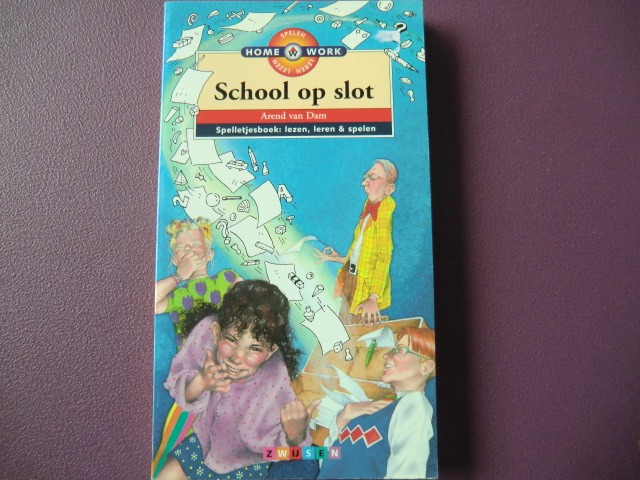 SPELEN
HOME W WORK
LEREN LEZEN
School op slot
Arend van Dam
Spelletjesboek: lezen, leren & spelen
?
A
ZWIJSEN